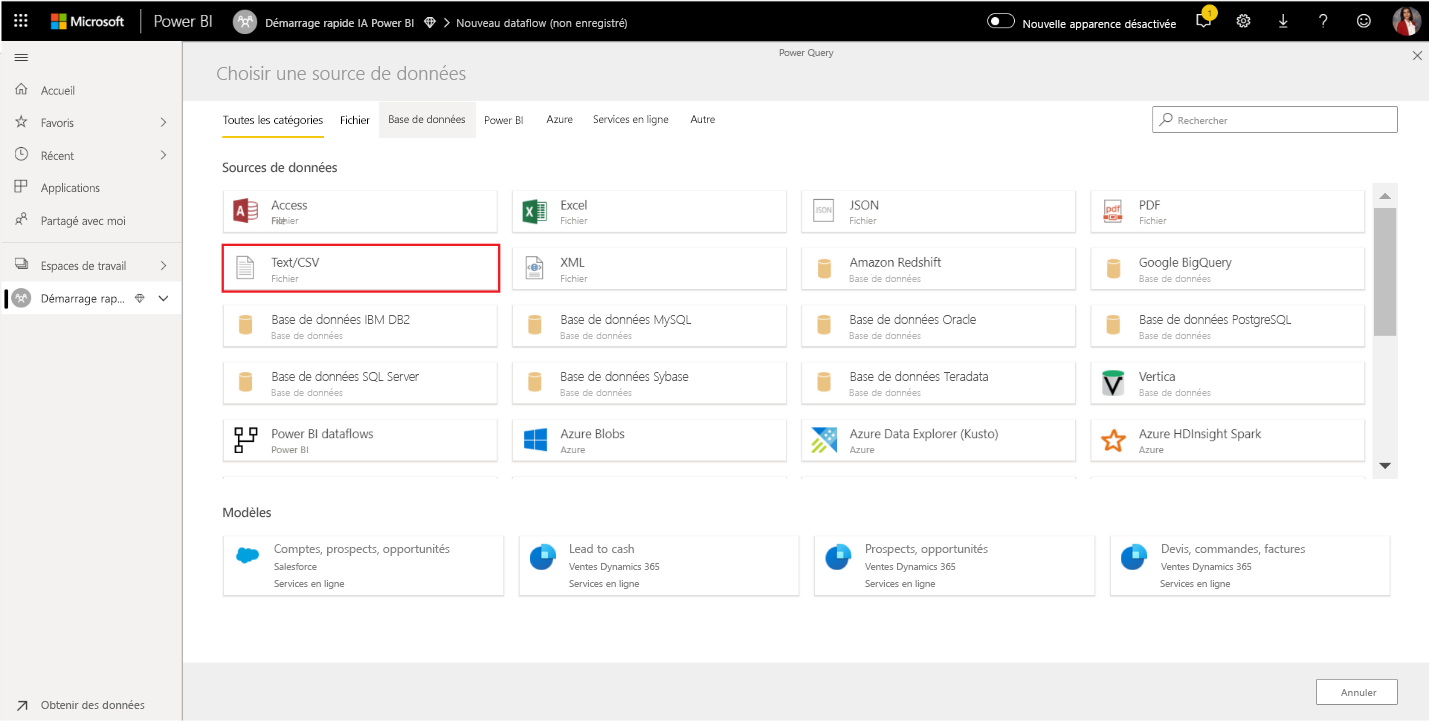 Microsoft Power BI Démarrage rapide IA Power BI Nouveau dataflow (non enregistré) Nouvelle apparence désactivée 1
Power Query
Choisir une source de données
Accueil
Favoris
Récent
Applications
Partagé avec moi
Espaces de travail
Démarrage rap...
Obtenir des données
Toutes les catégories Fichier Base de données Power BI Azure Services en ligne Autre
Rechercher
Sources de données
Access
Fichier
Excel
Fichier
JSON
JSON
Fichier
pdf
PDF
Fichier
Text/CSV
Fichier
XML
Fichier
Amazon Redshift
Base de données
Google BigQuery
Base de données
Base de données IBM DB2
Base de données
Base de données MySQL
Base de données
Base de données Oracle
Base de données
Base de données PostgreSQL
Base de données
Base de données SQL Server
Base de données
Base de données Sybase
Base de données
Base de données Teradata
Base de données
Vertica
Base de données
Power BI dataflows
Power BI
Azure Blobs
Azure
Azure Data Explorer (Kusto)
Azure
Azure HDInsight Spark
Azure
Modèles
Comptes, prospects, opportunités
Salesforce
Services en ligne
Lead to cash
Ventes Dynamics 365
Services en ligne
Prospects, opportunités
Ventes Dynamics 365
Services en ligne
Devis, commandes, factures
Ventes Dynamics 365
Services en ligne
Annuler